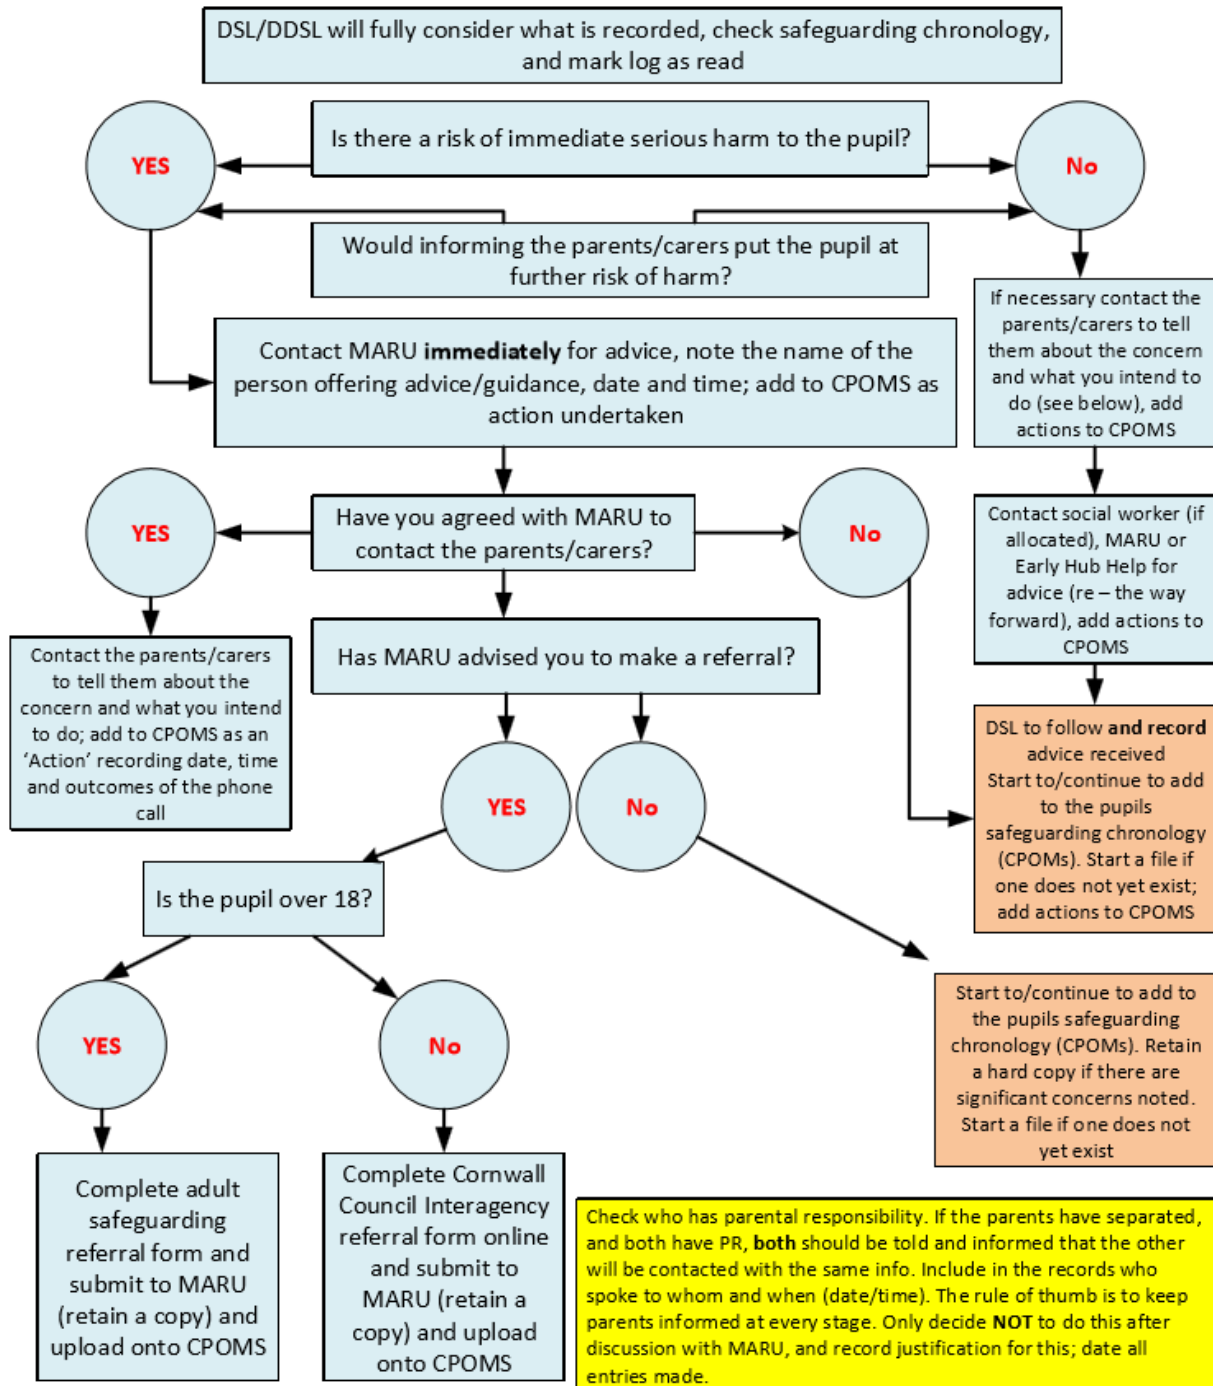 DSL/DDSL will fully consider what is recorded, check safeguarding chronology,
and mark log as read
Is there a risk of immediate serious harm to the pupil?
YES
No
Would informing the parents/carers put the pupil at
further risk of harm?
If necessary contact the
parents/carers to tell
them about the concern
and what you intend to
do (see below), add
actions to CPOMS
Contact MARU immediately for advice, note the name of the
person offering advice/guidance, date and time; add to CPOMS as
action undertaken
Have you agreed with MARU to
contact the parents/carers?
YES
No
Contact social worker (if
allocated), MARU or
Early Hub Help for
advice (re – the way
forward), add actions to
CPOMS
Contact the parents/carers
to tell them about the
concern and what you intend
to do; add to CPOMS as an
‘Action’ recording date, time
and outcomes of the phone
call
Has MARU advised you to make a referral?
DSL to follow and record
advice received
Start to/continue to add
to the pupils
safeguarding chronology
(CPOMs). Start a file if
one does not yet exist;
add actions to CPOMS
YES
No
Is the pupil over 18?
YES
No
Start to/continue to add to
the pupils safeguarding
chronology (CPOMs). Retain
a hard copy if there are
significant concerns noted.
Start a file if one does not
yet exist
Complete adult
safeguarding
referral form and
submit to MARU
(retain a copy) and
upload onto CPOMS
Complete Cornwall
Council Interagency
referral form online
and submit to
MARU (retain a
copy) and upload
onto CPOMS
Check who has parental responsibility. If the parents have separated,
and both have PR, both should be told and informed that the other
will be contacted with the same info. Include in the records who
spoke to whom and when (date/time). The rule of thumb is to keep
parents informed at every stage. Only decide NOT to do this after
discussion with MARU, and record justification for this; date all
entries made.